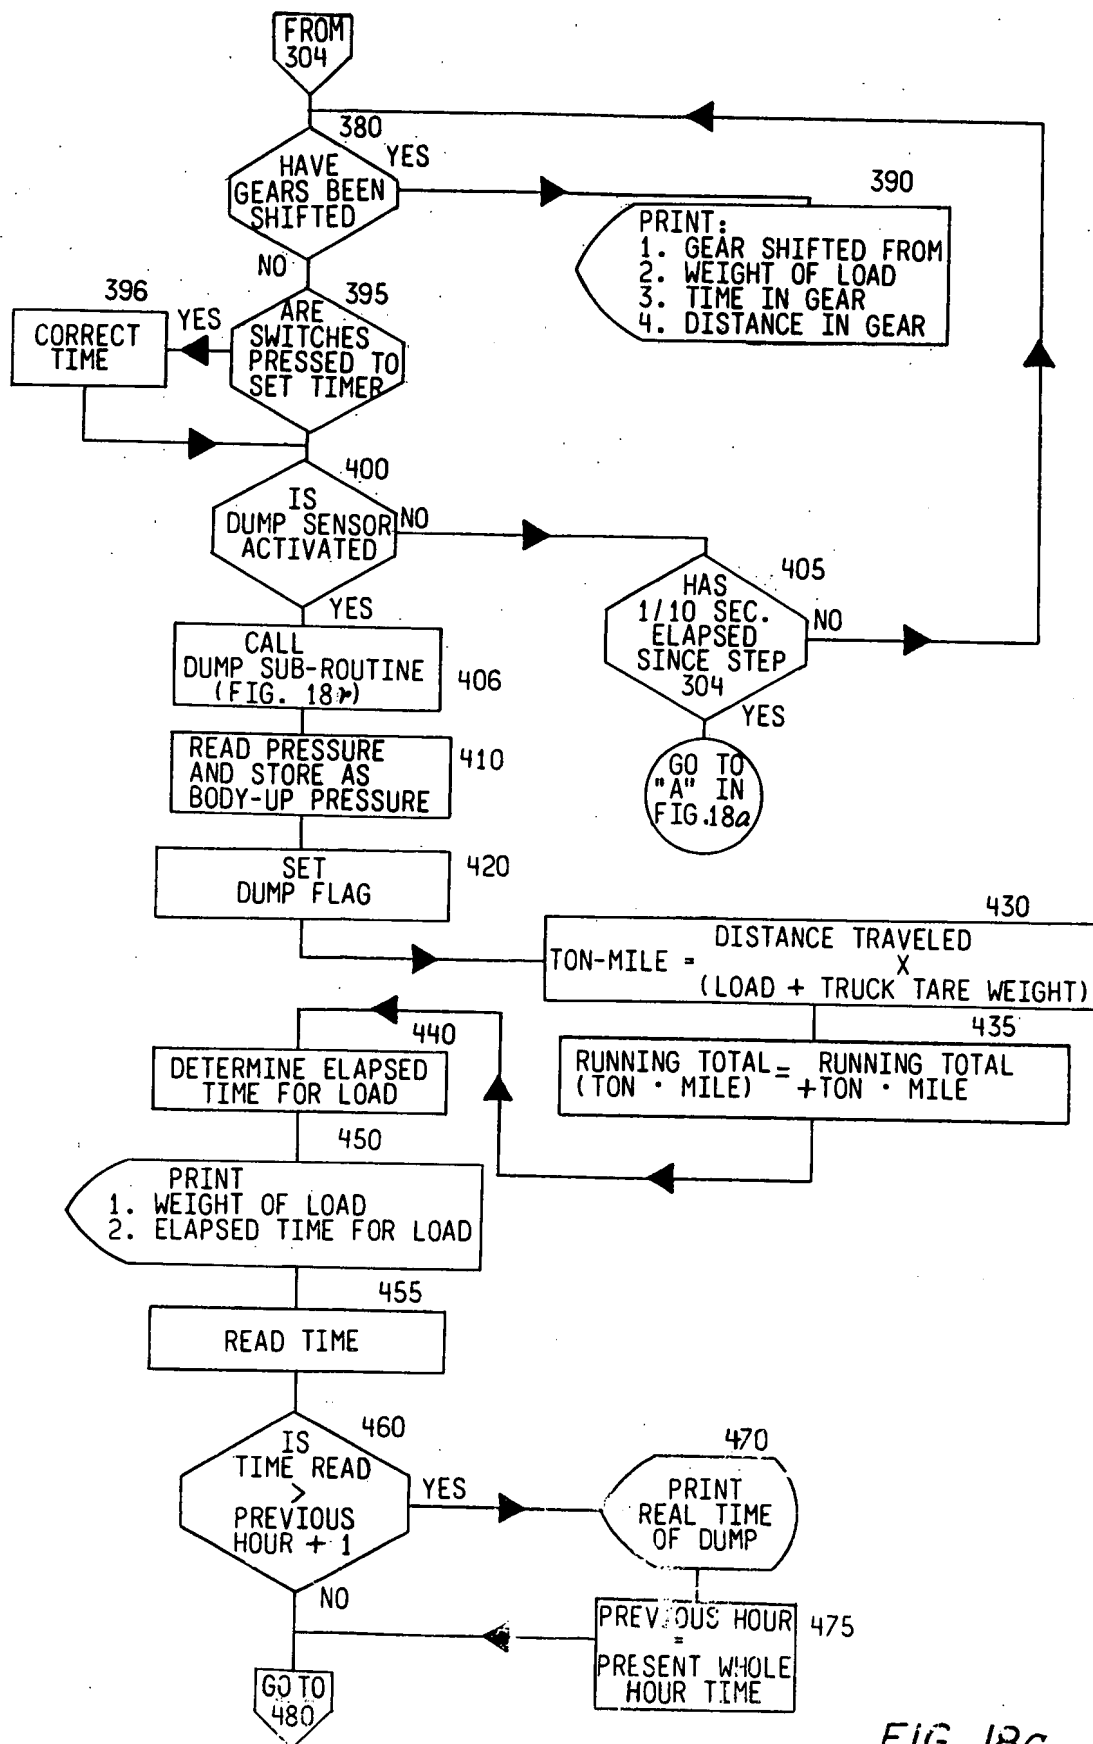 FROM
304
380
HAVE
GEARS BEEN
SHIFTED
YES
NO
390
PRINT:
1. GEAR SHIFTED FROM
2. WEIGHT OF LOAD
3. TIME IN GEAR
4. DISTANCE IN GEAR
395
ARE
SWITCHES
PRESSED TO
SET TIMER
YES
396
CORRECT
TIME
400
IS
DUMP SENSOR
ACTIVATED
NO
YES
405
HAS
1/10 SEC.
ELAPSED
SINCE STEP
304
NO
YES
GO TO
"A" IN
FIG.18a
CALL
DUMP SUB-ROUTINE
(FIG. 18)
406
READ PRESSURE
AND STORE AS
BODY-UP PRESSURE
410
SET
DUMP FLAG
420
430
DISTANCE TRAVELED
TON-MILE = X
(LOAD + TRUCK TARE WEIGHT)
435
RUNNING TOTAL = RUNNING TOTAL
(TON · MILE) +TON · MILE
440
DETERMINE ELAPSED
TIME FOR LOAD
450
PRINT
1. WEIGHT OF LOAD
2. ELAPSED TIME FOR LOAD
455
READ TIME
460
IS
TIME READ
>
PREVIOUS
HOUR + 1
YES
NO
470
PRINT
REAL TIME
OF DUMP
PREVIOUS HOUR
=
PRESENT WHOLE
HOUR TIME
475
GO TO
480
FIG. 18c